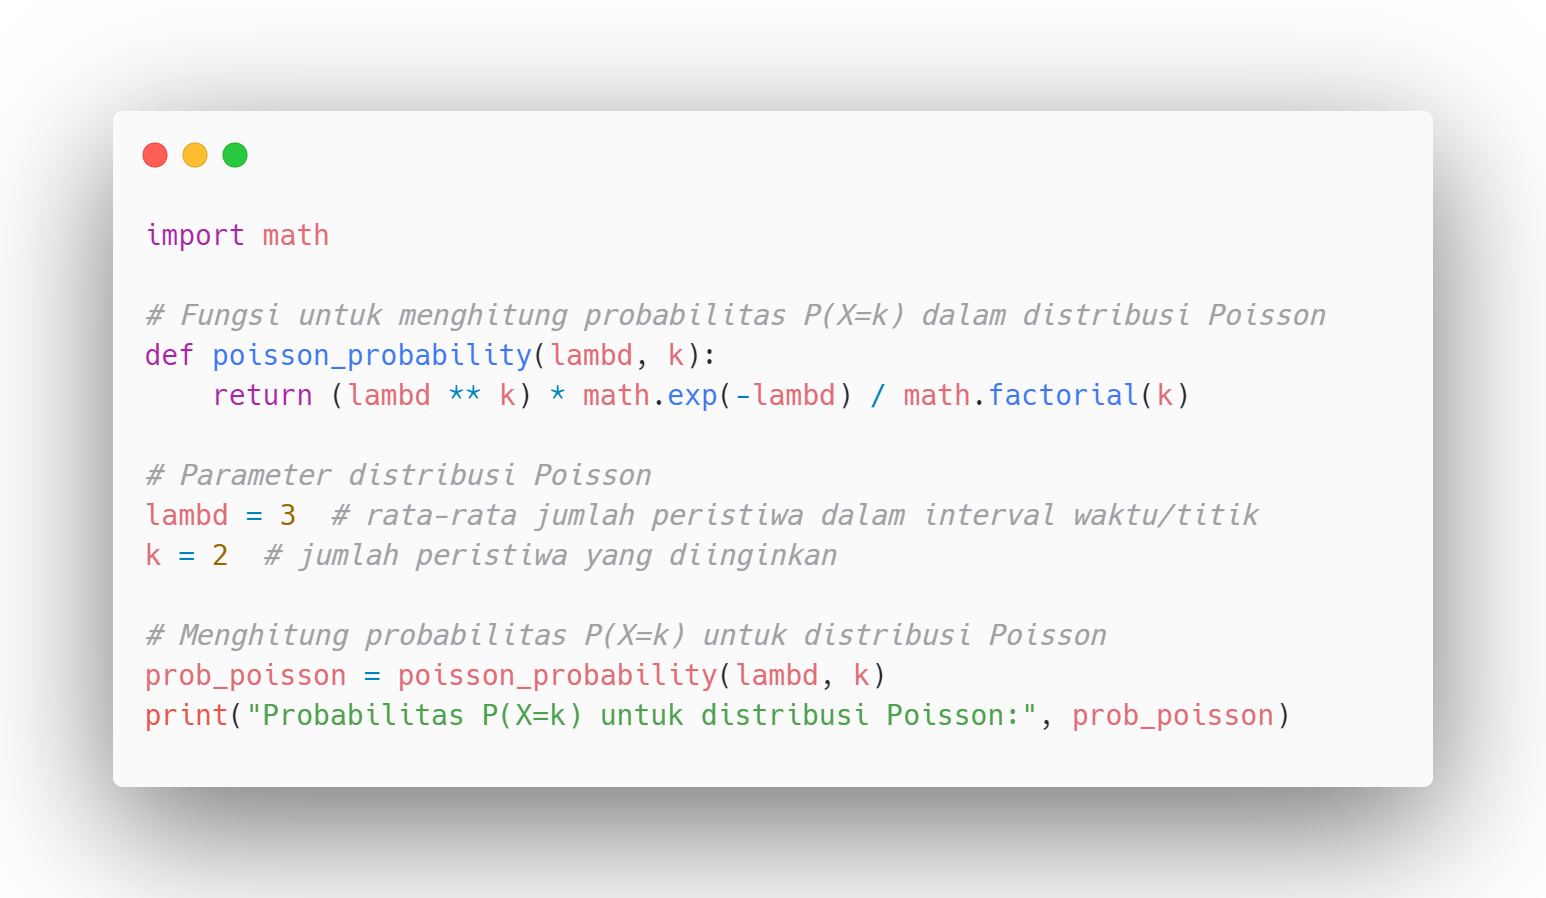 import math

# Fungsi untuk menghitung probabilitas P(X=k) dalam distribusi Poisson
def poisson_probability(lambd, k):
    return (lambd ** k) * math.exp(-lambd) / math.factorial(k)

# Parameter distribusi Poisson
lambd = 3  # rata-rata jumlah peristiwa dalam interval waktu/titik
k = 2  # jumlah peristiwa yang diinginkan

# Menghitung probabilitas P(X=k) untuk distribusi Poisson
prob_poisson = poisson_probability(lambd, k)
print("Probabilitas P(X=k) untuk distribusi Poisson:", prob_poisson)